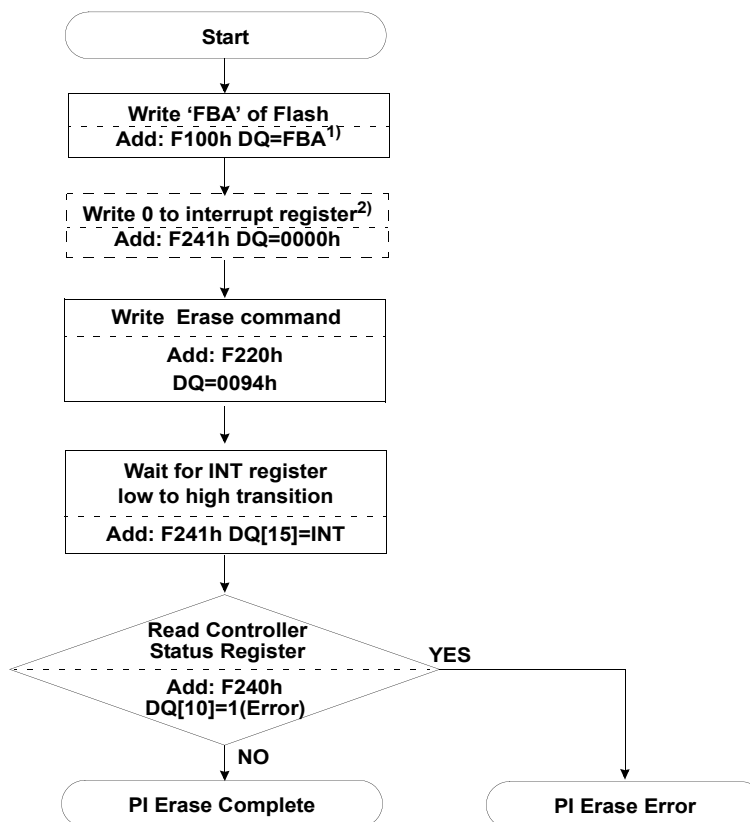 Start
Write ‘FBA’ of Flash
Add: F100h DQ=FBA1)
Write 0 to interrupt register2)
Add: F241h DQ=0000h
Write Erase command
Add: F220h
DQ=0094h
Wait for INT register
low to high transition
Add: F241h DQ[15]=INT
Read Controller
Status Register
YES
Add: F240h
DQ[10]=1(Error)
NO
PI Erase Complete
PI Erase Error